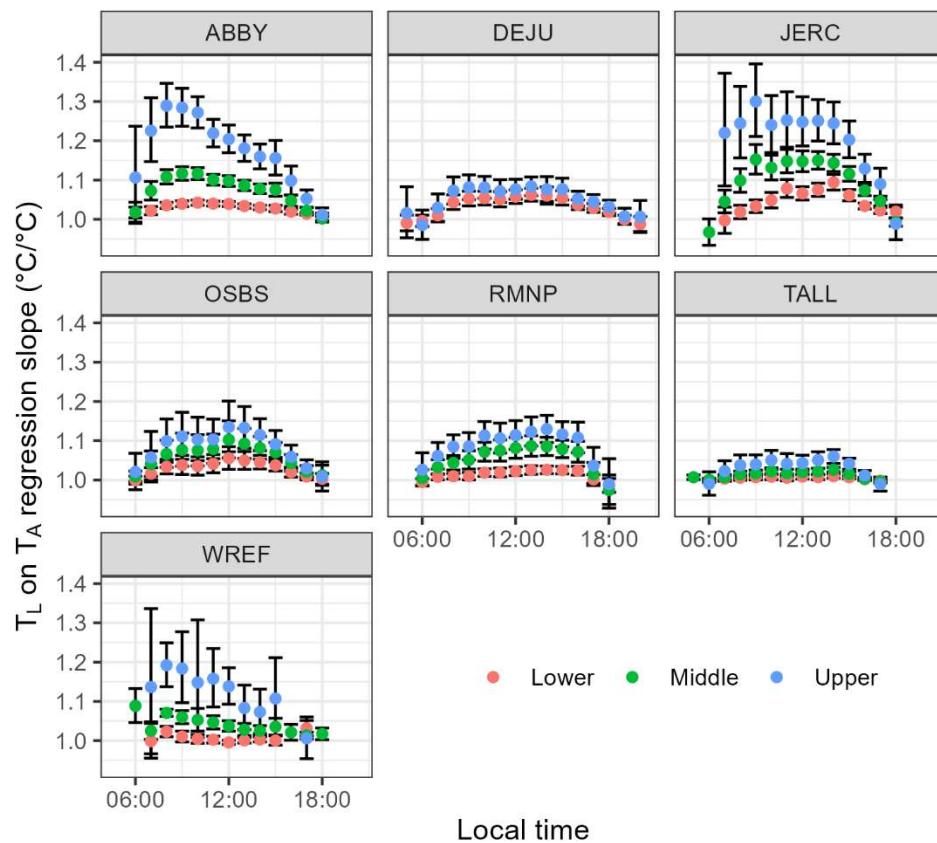 ABBY DEJU JERC
1.4
1.3
1.2
1.1
1.0
OSBS RMNP TALL
1.4
1.3
1.2
1.1
1.0
06:00 12:00 18:00 06:00 12:00 18:00
WREF
1.4
1.3
1.2
1.1
1.0
06:00 12:00 18:00
Lower Middle Upper
Local time
T_L on T_A regression slope (°C/°C)